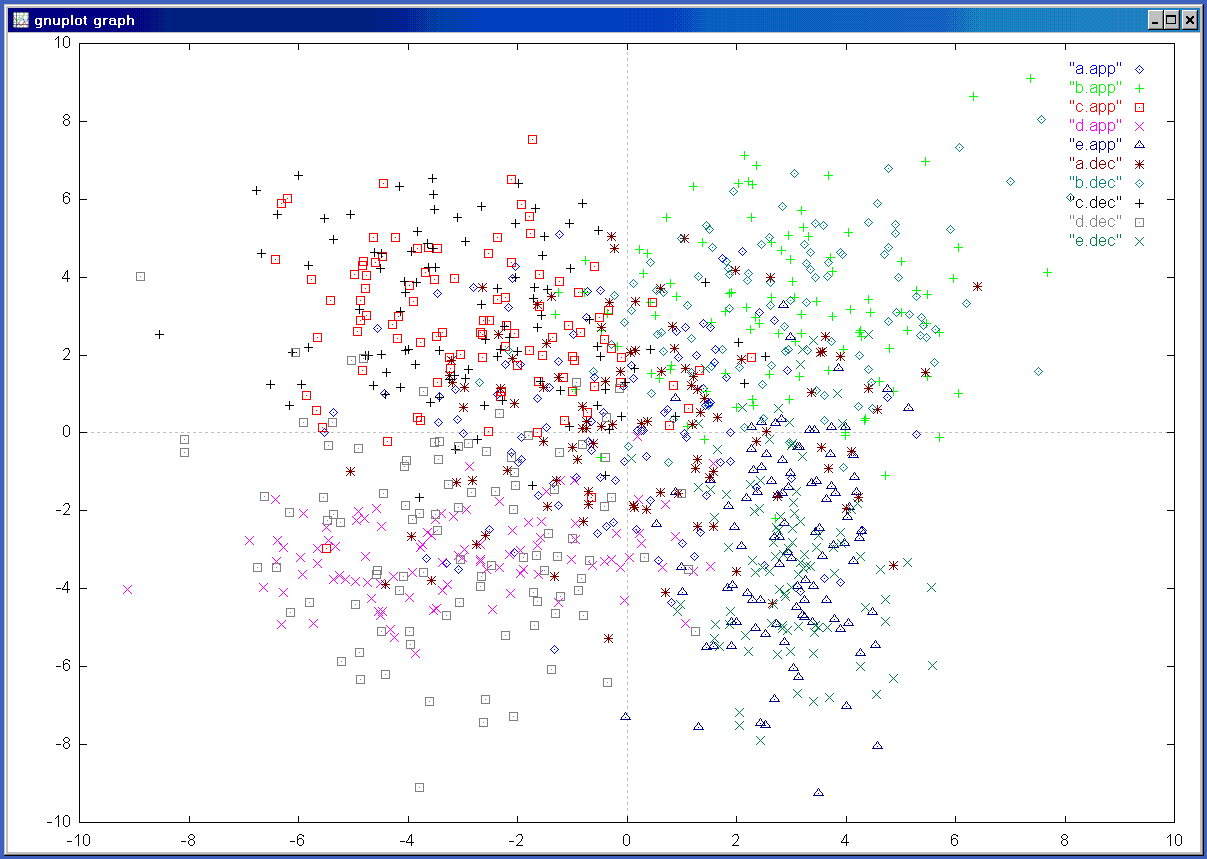 gnuplot graph
10
8
6
4
2
0
-2
-4
-6
-8
-10
"a.app"
"b.app"
"c.app"
"d.app"
"e.app"
"a.dec"
"b.dec"
"c.dec"
"d.dec"
"e.dec"
-10 -8 -6 -4 -2 0 2 4 6 8 10